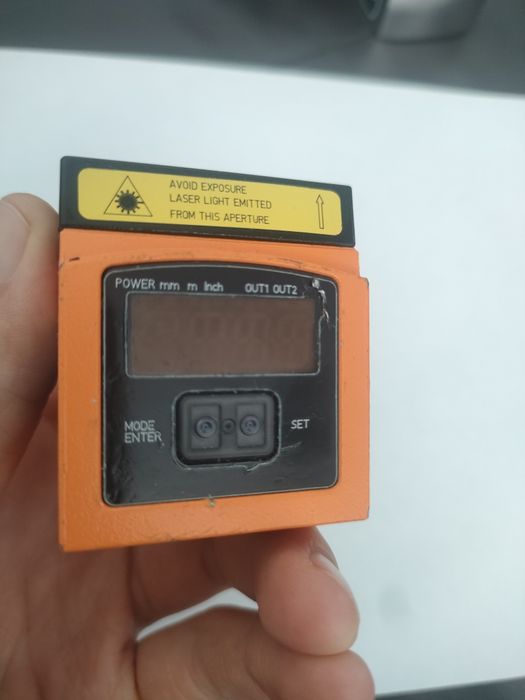 AVOID EXPOSURE
LASER LIGHT EMITTED
FROM THIS APERTURE
POWER mm m Inch OUT1 OUT2
MODE
ENTER
SET